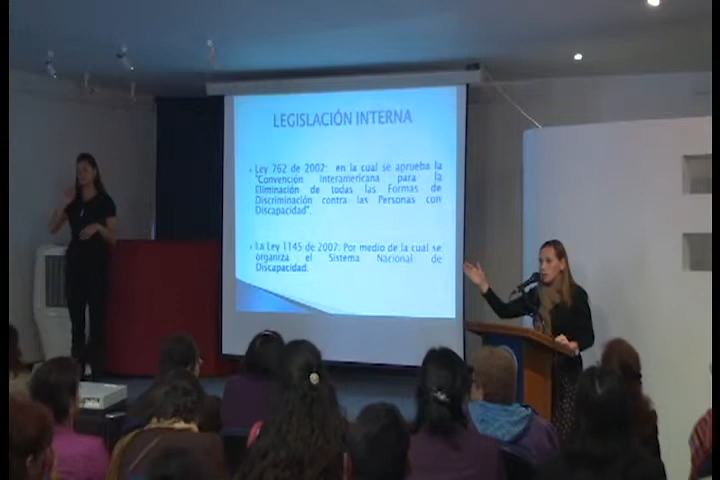 LEGISLACIÓN INTERNA
Ley 762 de 2002: en la cual se aprueba la
"Convención Interamericana para la
Eliminación de todas las Formas de
Discriminación contra las Personas con
Discapacidad".
La Ley 1145 de 2007: Por medio de la cual se
organiza el Sistema Nacional de
Discapacidad.